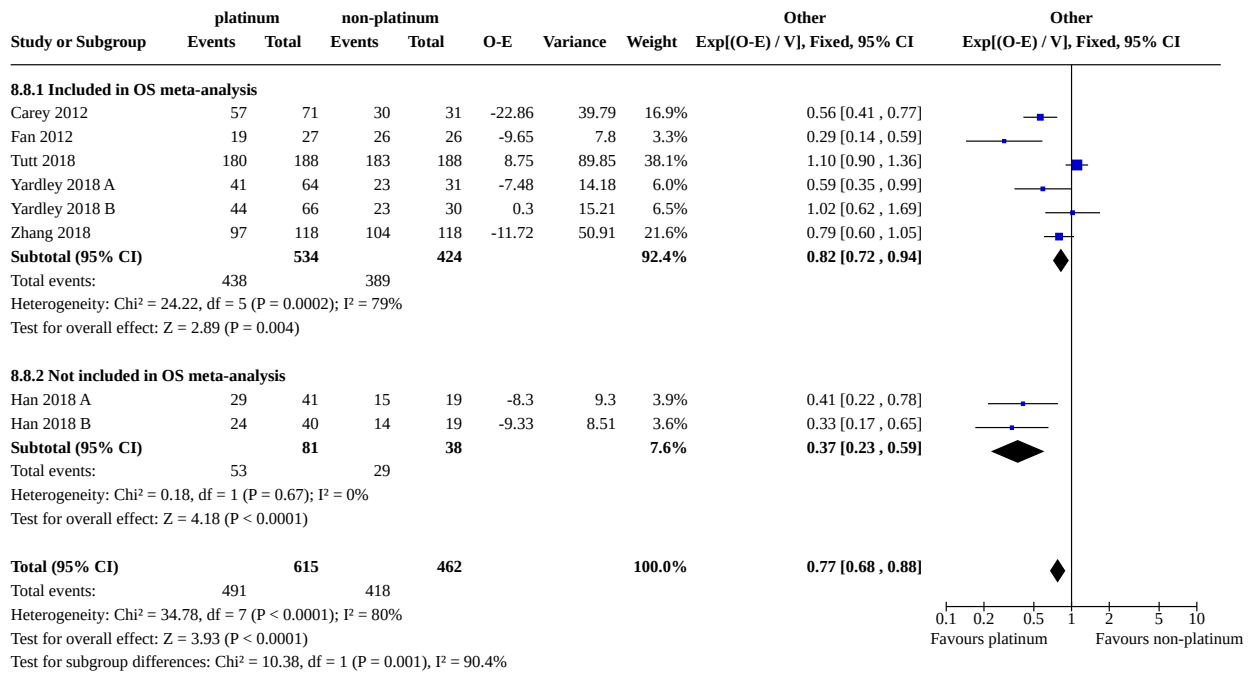 platinum non-platinum Other Other
Study or Subgroup Events Total Events Total O-E Variance Weight Exp[(O-E) / V], Fixed, 95% CI Exp[(O-E) / V], Fixed, 95% CI
8.8.1 Included in OS meta-analysis
Carey 2012 57 71 30 31 -22.86 39.79 16.9% 0.56 [0.41 , 0.77]
Fan 2012 19 27 26 26 -9.65 7.8 3.3% 0.29 [0.14 , 0.59]
Tutt 2018 180 188 183 188 8.75 89.85 38.1% 1.10 [0.90 , 1.36]
Yardley 2018 A 41 64 23 31 -7.48 14.18 6.0% 0.59 [0.35 , 0.99]
Yardley 2018 B 44 66 23 30 0.3 15.21 6.5% 1.02 [0.62 , 1.69]
Zhang 2018 97 118 104 118 -11.72 50.91 21.6% 0.79 [0.60 , 1.05]
Subtotal (95% CI) 534 424 92.4% 0.82 [0.72 , 0.94]
Total events: 438 389
Heterogeneity: Chi² = 24.22, df = 5 (P = 0.0002); I² = 79%
Test for overall effect: Z = 2.89 (P = 0.004)
8.8.2 Not included in OS meta-analysis
Han 2018 A 29 41 15 19 -8.3 9.3 3.9% 0.41 [0.22 , 0.78]
Han 2018 B 24 40 14 19 -9.33 8.51 3.6% 0.33 [0.17 , 0.65]
Subtotal (95% CI) 81 38 7.6% 0.37 [0.23 , 0.59]
Total events: 53 29
Heterogeneity: Chi² = 0.18, df = 1 (P = 0.67); I² = 0%
Test for overall effect: Z = 4.18 (P < 0.0001)
Total (95% CI) 615 462 100.0% 0.77 [0.68 , 0.88]
Total events: 491 418
Heterogeneity: Chi² = 34.78, df = 7 (P < 0.0001); I² = 80%
0.1 0.2 0.5 1 2 5 10
Test for overall effect: Z = 3.93 (P < 0.0001)
Favours platinum Favours non-platinum
Test for subgroup differences: Chi² = 10.38, df = 1 (P = 0.001), I² = 90.4%